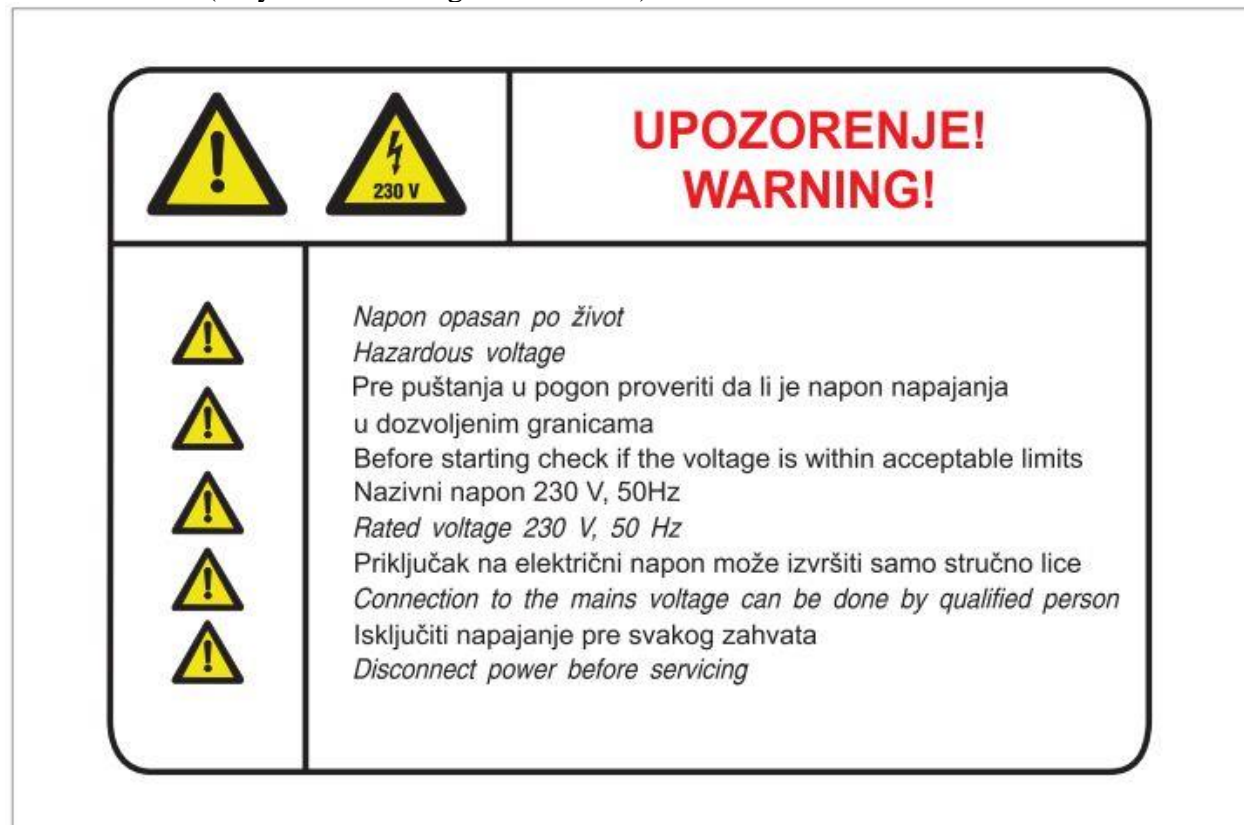 230 V
UPOZORENJE!
WARNING!
Napon opasan po život
Hazardous voltage
Pre puštanja u pogon proveriti da li je napon napajanja
u dozvoljenim granicama
Before starting check if the voltage is within acceptable limits
Nazivni napon 230 V, 50Hz
Rated voltage 230 V, 50 Hz
Priključak na električni napon može izvršiti samo stručno lice
Connection to the mains voltage can be done by qualified person
Isključiti napajanje pre svakog zahvata
Disconnect power before servicing